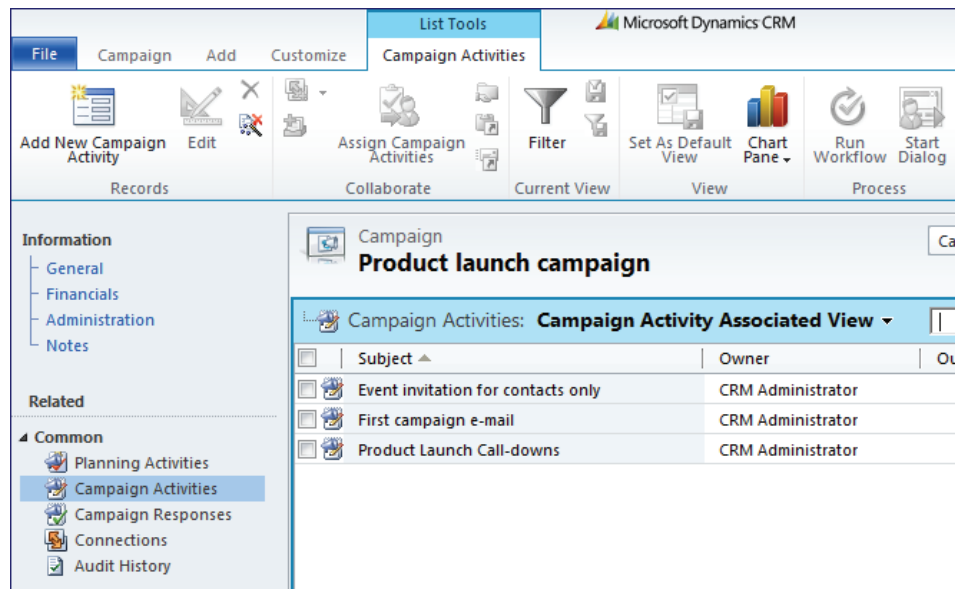 List Tools
Microsoft Dynamics CRM
File Campaign Add Customize Campaign Activities
Add New Campaign
Activity
Edit
Records
Assign Campaign
Activities
Collaborate
Filter
Current View
Set As Default
View
Chart
Pane
View
Run
Workflow
Start
Dialog
Process
Information
General
Financials
Administration
Notes
Related
Common
Planning Activities
Campaign Activities
Campaign Responses
Connections
Audit History
Campaign
Product launch campaign
Ca
Campaign Activities: Campaign Activity Associated View
Subject Owner Ou
Event invitation for contacts only CRM Administrator
First campaign e-mail CRM Administrator
Product Launch Call-downs CRM Administrator